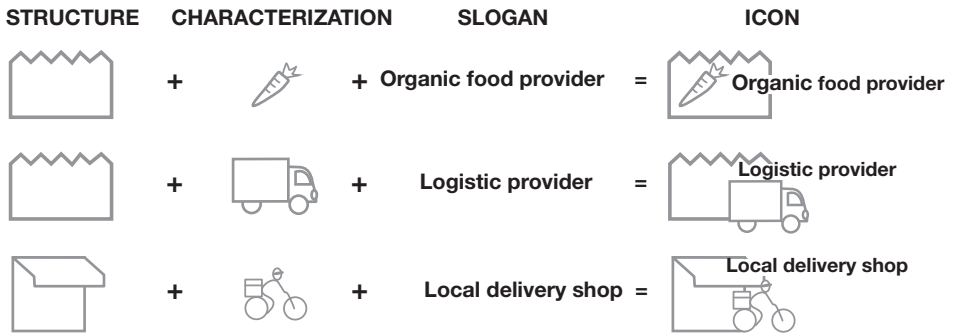 STRUCTURE CHARACTERIZATION SLOGAN ICON
+ + Organic food provider = Organic food provider
+ + Logistic provider = Logistic provider
+ + Local delivery shop = Local delivery shop